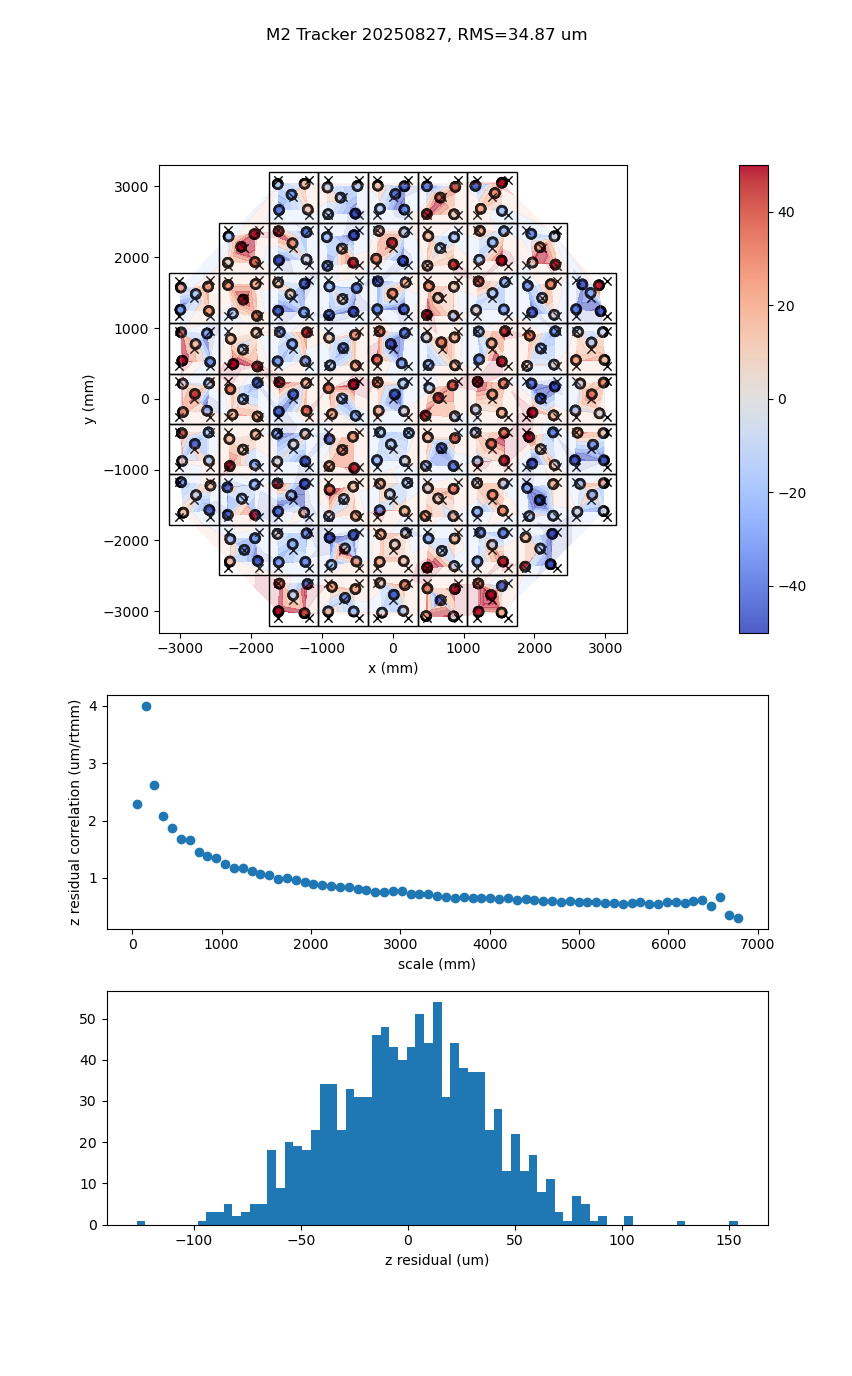 M2 Tracker 20250827, RMS=34.87 um
3000
2000
1000
0
−1000
−2000
−3000
y (mm)
−3000 −2000 −1000 0 1000 2000 3000
x (mm)
40
20
0
−20
−40
4
3
2
1
z residual correlation (um/rtmm)
0 1000 2000 3000 4000 5000 6000 7000
scale (mm)
50
40
30
20
10
0
−100 −50 0 50 100 150
z residual (um)